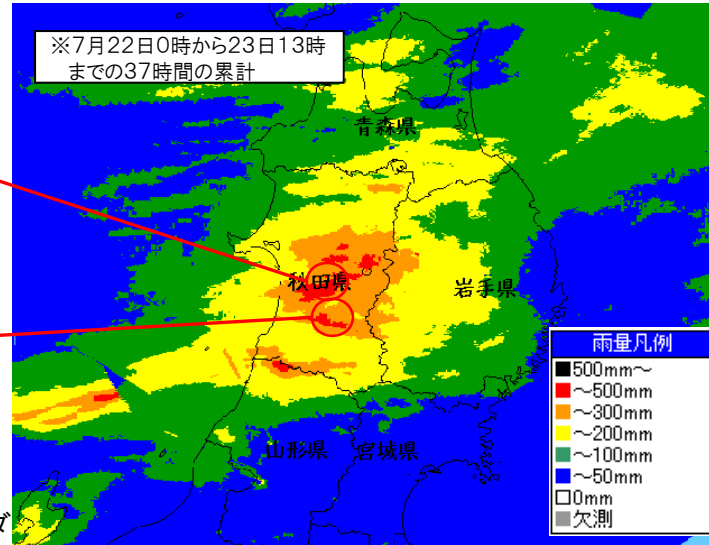 ※7月22日0時から23日13時
までの37時間の累計
青森県
秋田県
岩手県
山形県
宮城県
雨量凡例
500mm～
～500mm
～300mm
～200mm
～100mm
～50mm
0mm
欠測